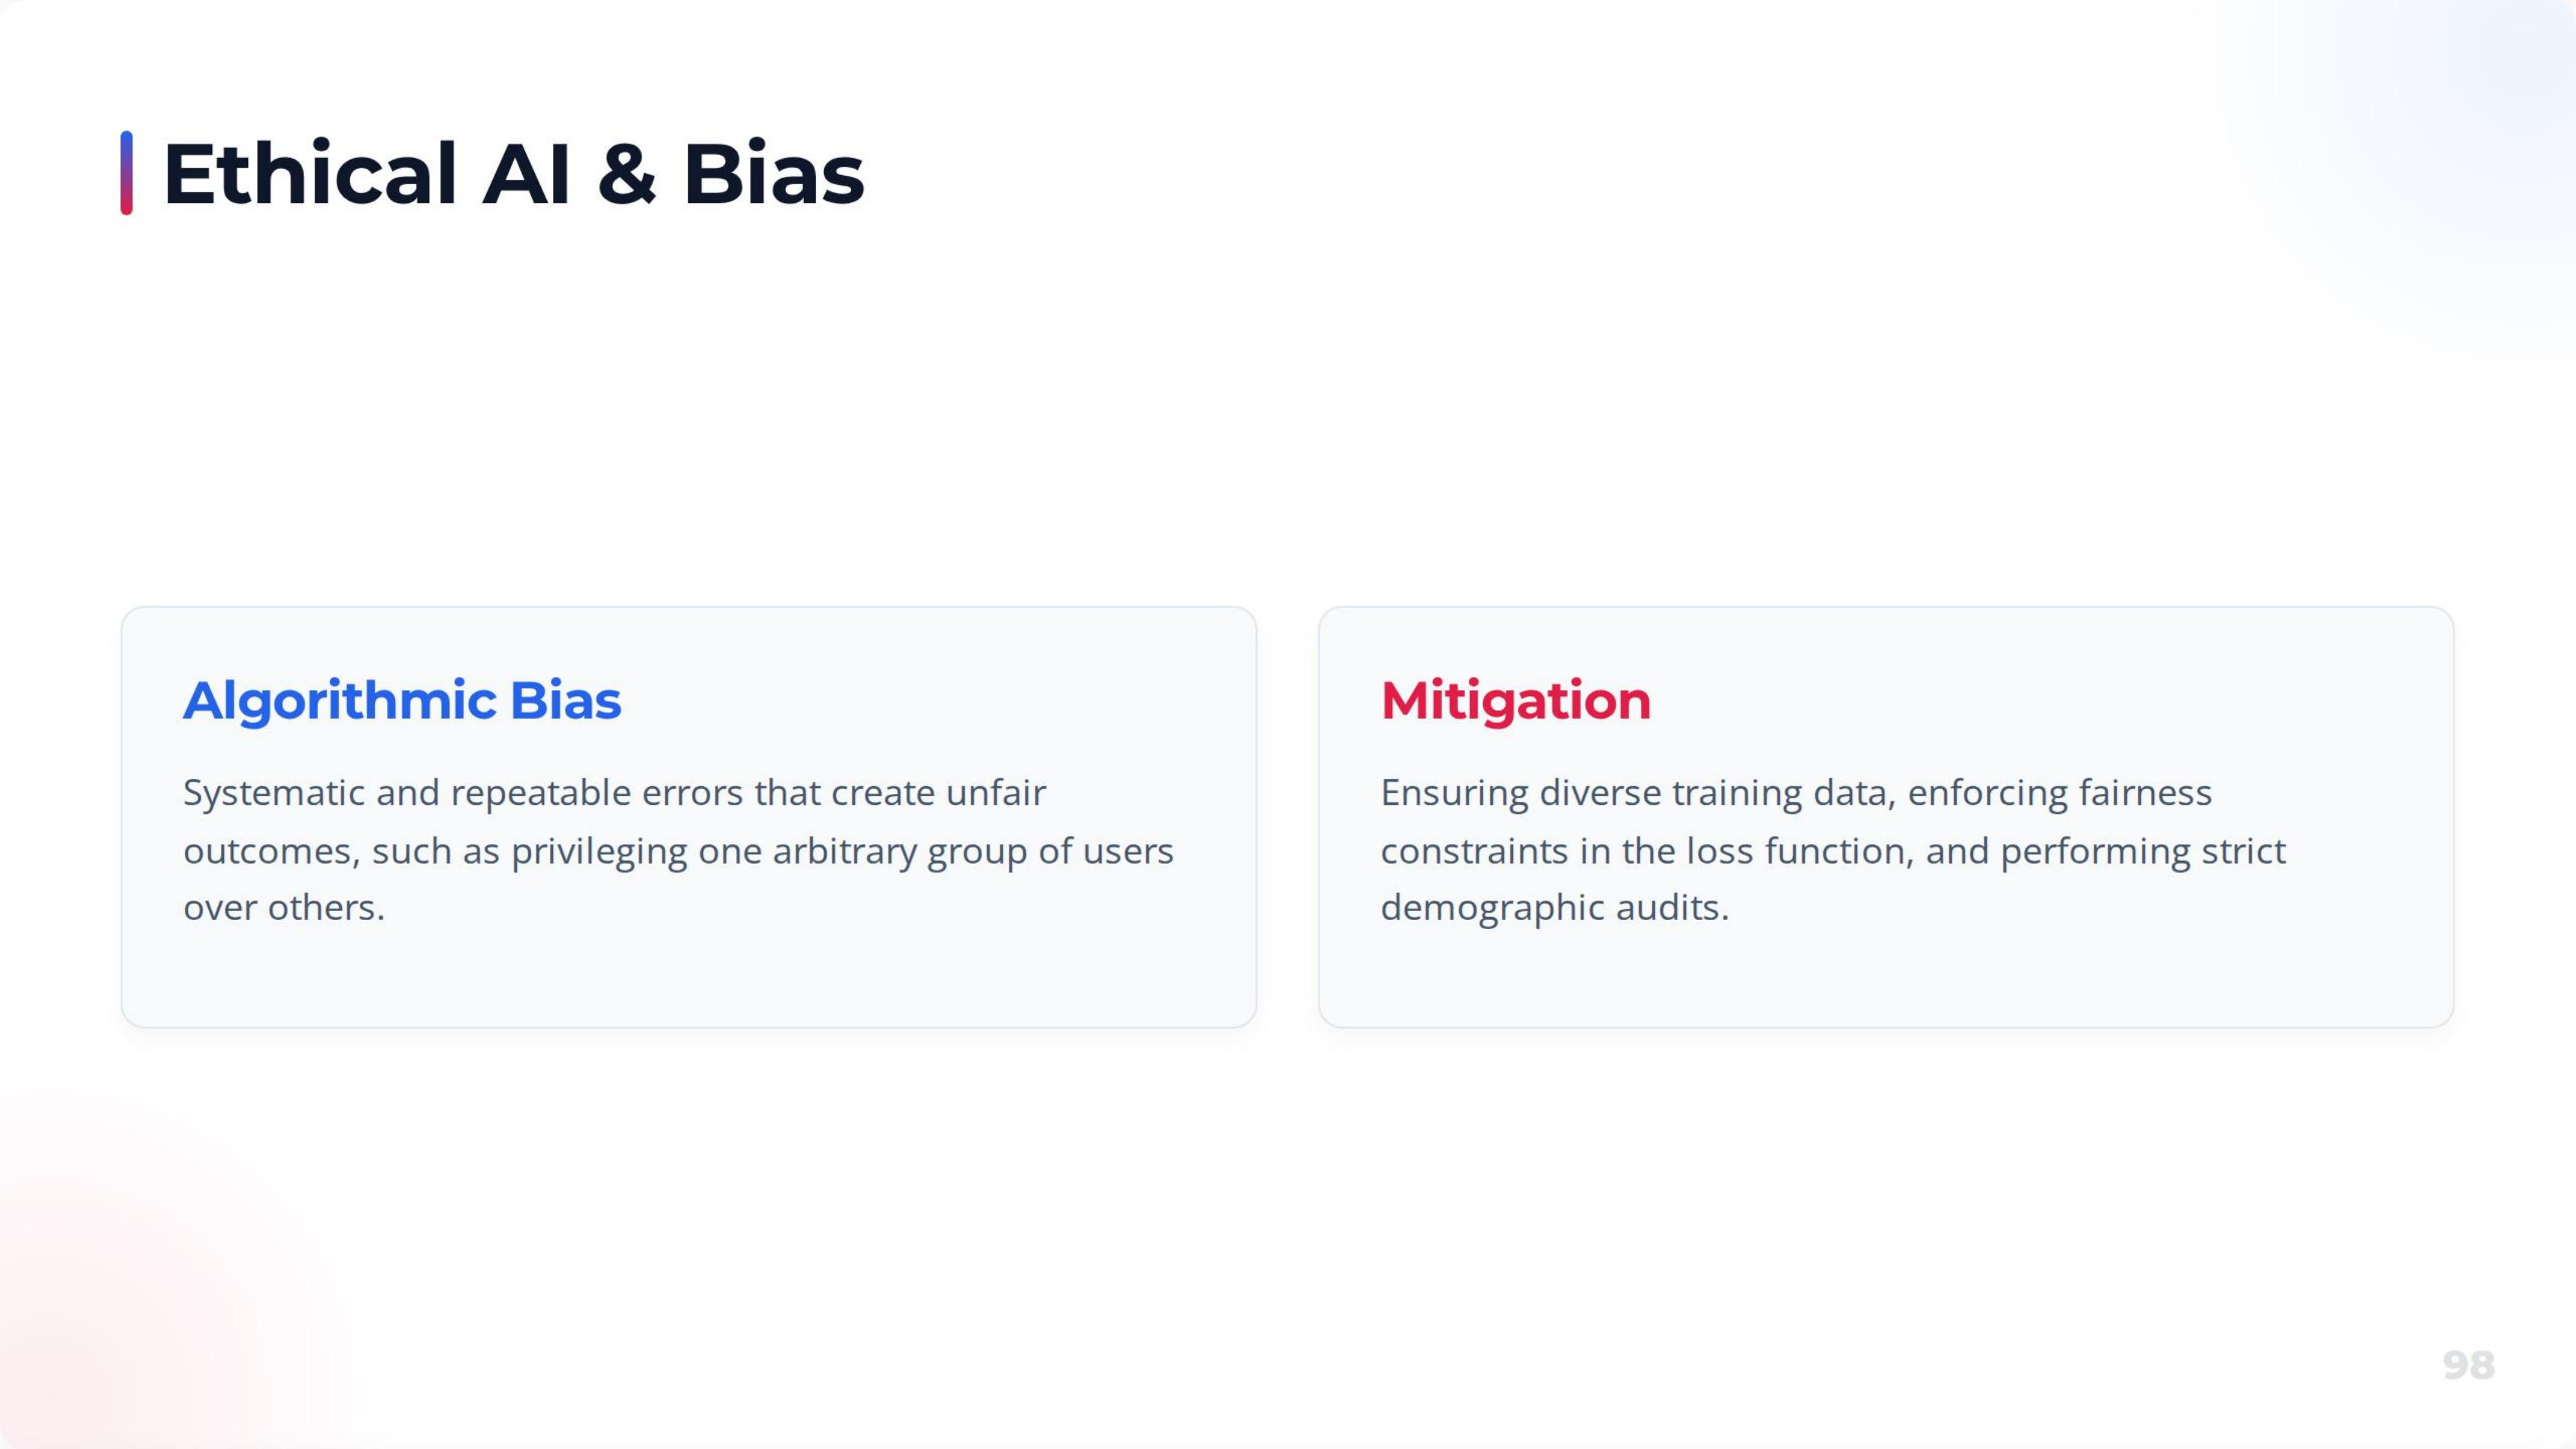 Ethical AI & Bias
Algorithmic Bias
Systematic and repeatable errors that create unfair
outcomes, such as privileging one arbitrary group of users
over others.
Mitigation
Ensuring diverse training data, enforcing fairness
constraints in the loss function, and performing strict
demographic audits.
98